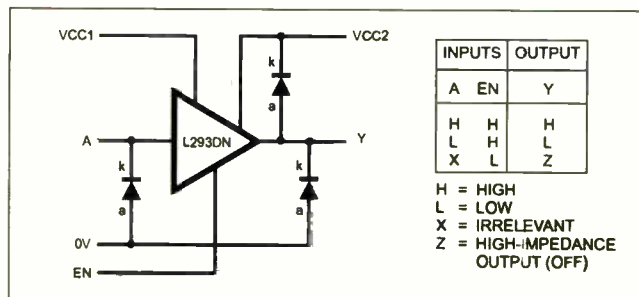 VCC1
VCC2
k
a
A
L293DN
Y
k
a
k
a
0V
EN
INPUTS OUTPUT
A EN Y
H H H
L H L
X L Z
H = HIGH
L = LOW
X = IRRELEVANT
Z = HIGH-IMPEDANCE
OUTPUT (OFF)